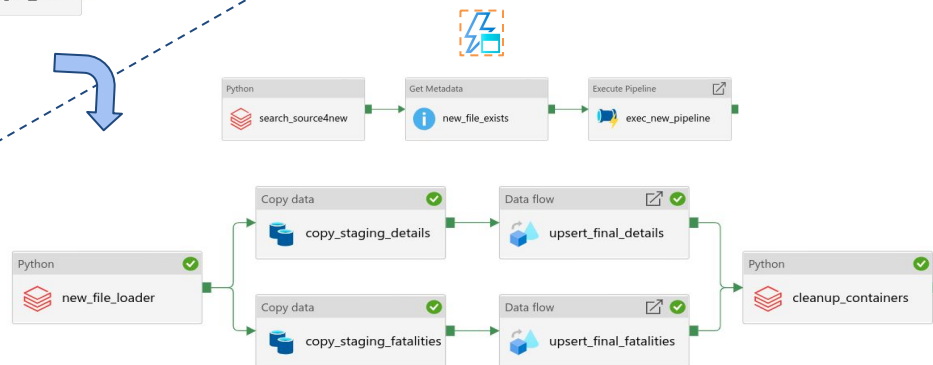 Python
search_source4new
Get Metadata
new_file_exists
Execute Pipeline
exec_new_pipeline
Python
new_file_loader
Copy data
copy_staging_details
Data flow
upsert_final_details
Copy data
copy_staging_fatalities
Data flow
upsert_final_fatalities
Python
cleanup_containers